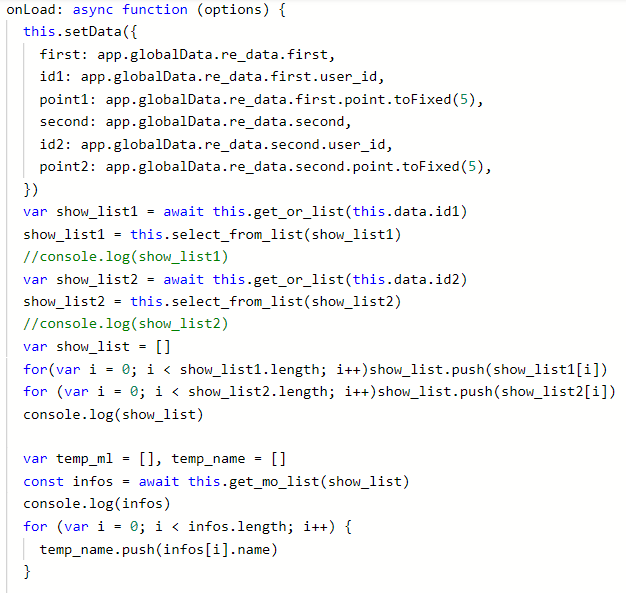 onLoad: async function (options) {
this.setData({
first: app.globalData.re_data.first,
id1: app.globalData.re_data.first.user_id,
point1: app.globalData.re_data.first.point.toFixed(5),
second: app.globalData.re_data.second,
id2: app.globalData.re_data.second.user_id,
point2: app.globalData.re_data.second.point.toFixed(5),
})
var show_list1 = await this.get_or_list(this.data.id1)
show_list1 = this.select_from_list(show_list1)
//console.log(show_list1)
var show_list2 = await this.get_or_list(this.data.id2)
show_list2 = this.select_from_list(show_list2)
//console.log(show_list2)
var show_list = []
for(var i = 0; i < show_list1.length; i++)show_list.push(show_list1[i])
for (var i = 0; i < show_list2.length; i++)show_list.push(show_list2[i])
console.log(show_list)
var temp_ml = [], temp_name = []
const infos = await this.get_mo_list(show_list)
console.log(infos)
for (var i = 0; i < infos.length; i++) {
temp_name.push(infos[i].name)
}